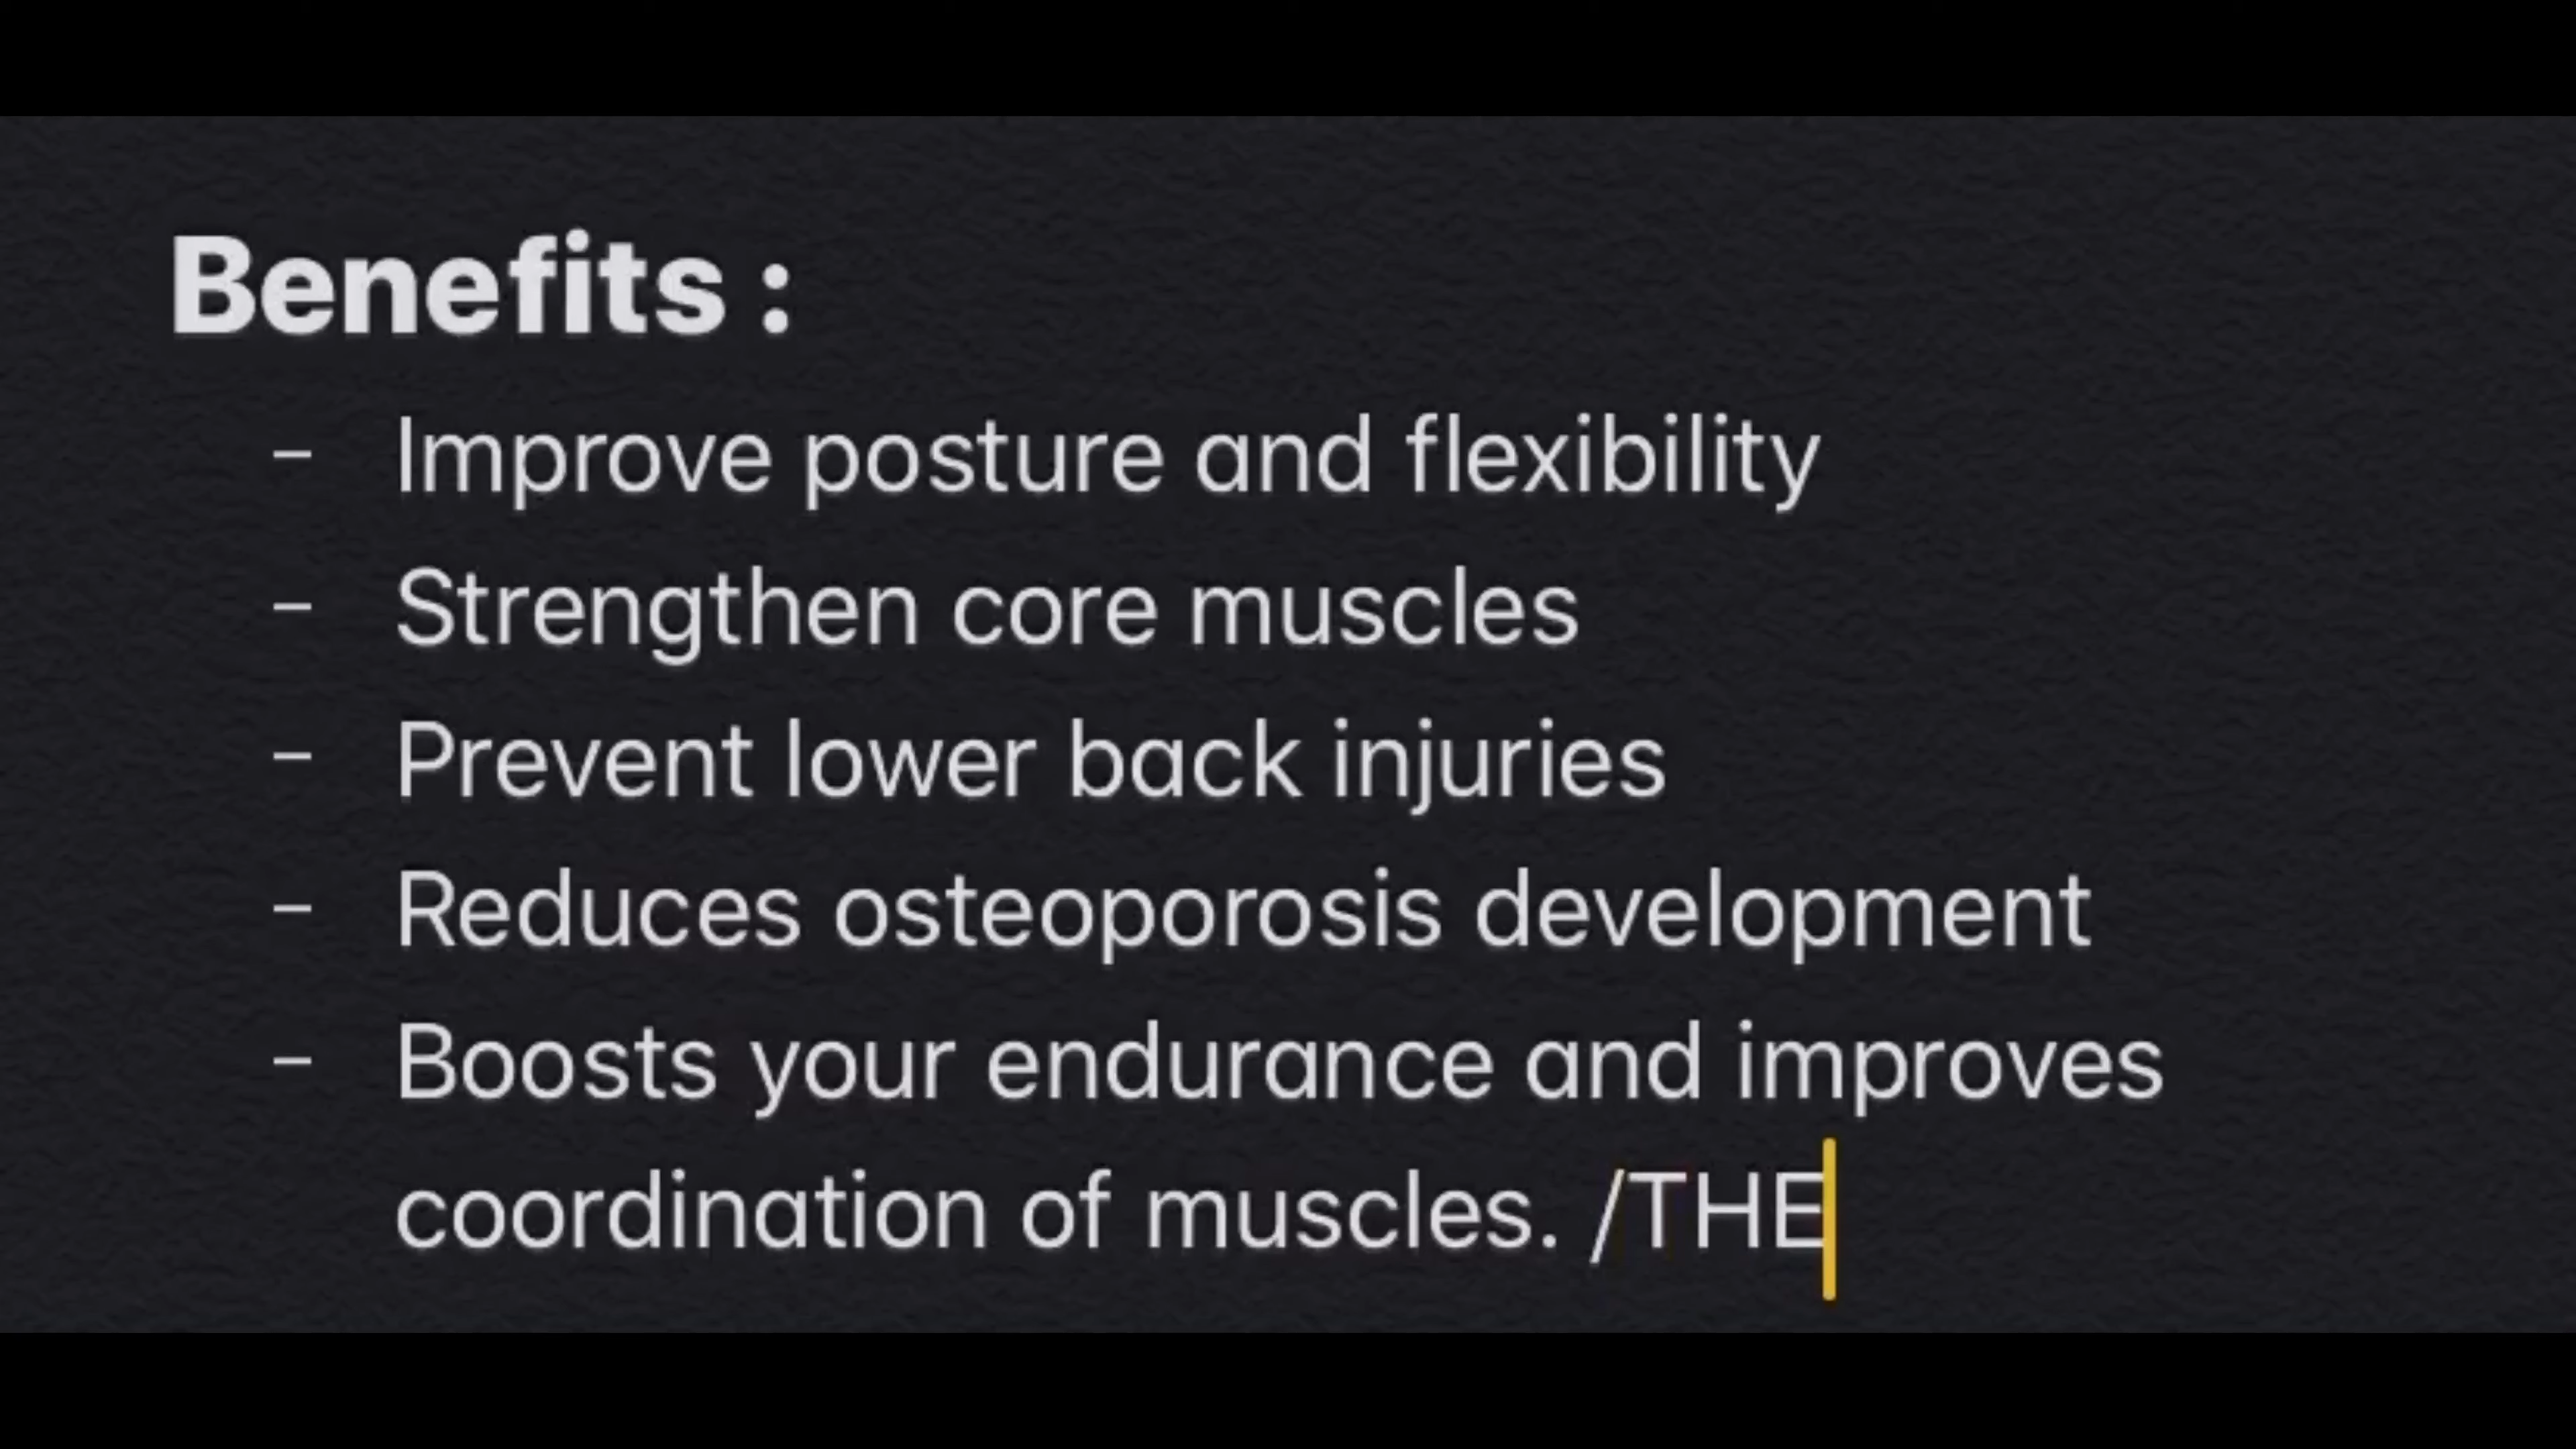 Benefits :
- Improve posture and flexibility
- Strengthen core muscles
- Prevent lower back injuries
- Reduces osteoporosis development
- Boosts your endurance and improves
coordination of muscles. /THE